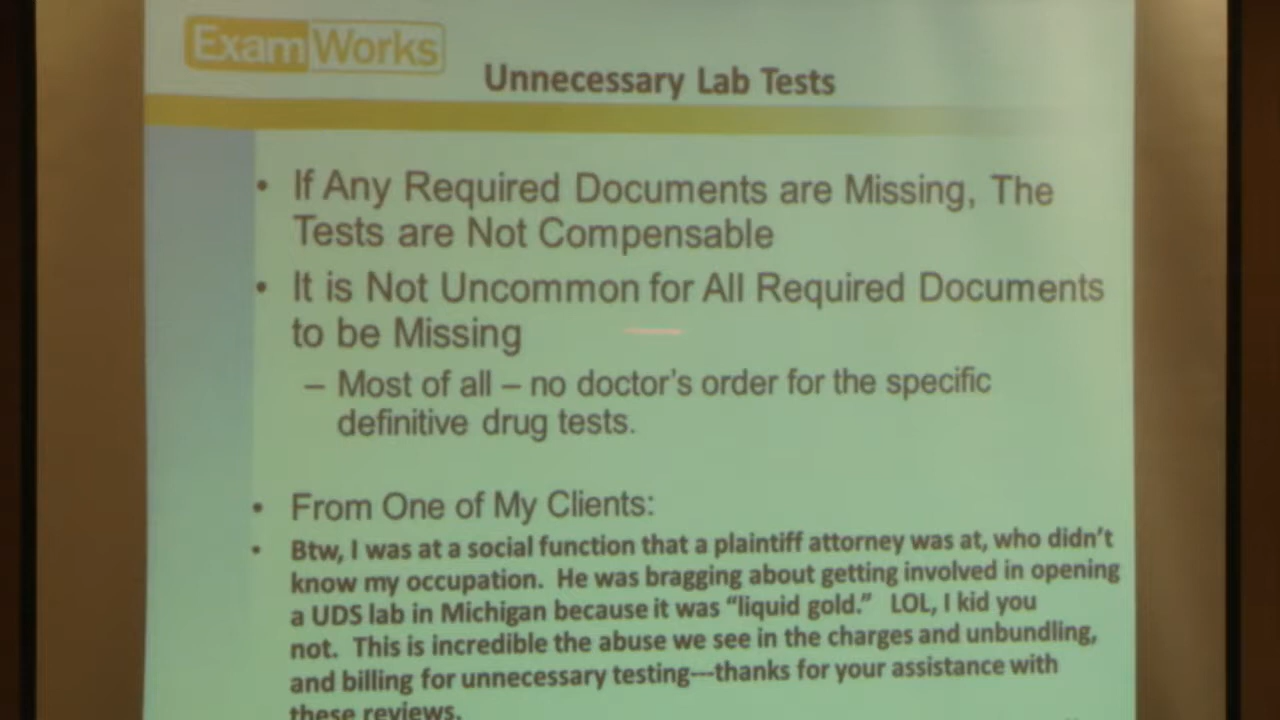 ExamWorks
Unnecessary Lab Tests
• If Any Required Documents are Missing, The
Tests are Not Compensable
• It is Not Uncommon for All Required Documents
to be Missing
– Most of all – no doctor's order for the specific
definitive drug tests.
• From One of My Clients:
• Btw, I was at a social function that a plaintiff attorney was at, who didn't
know my occupation.  He was bragging about getting involved in opening
a UDS lab in Michigan because it was “liquid gold.”   LOL, I kid you
not.  This is incredible the abuse we see in the charges and unbundling,
and billing for unnecessary testing---thanks for your assistance with
these reviews.